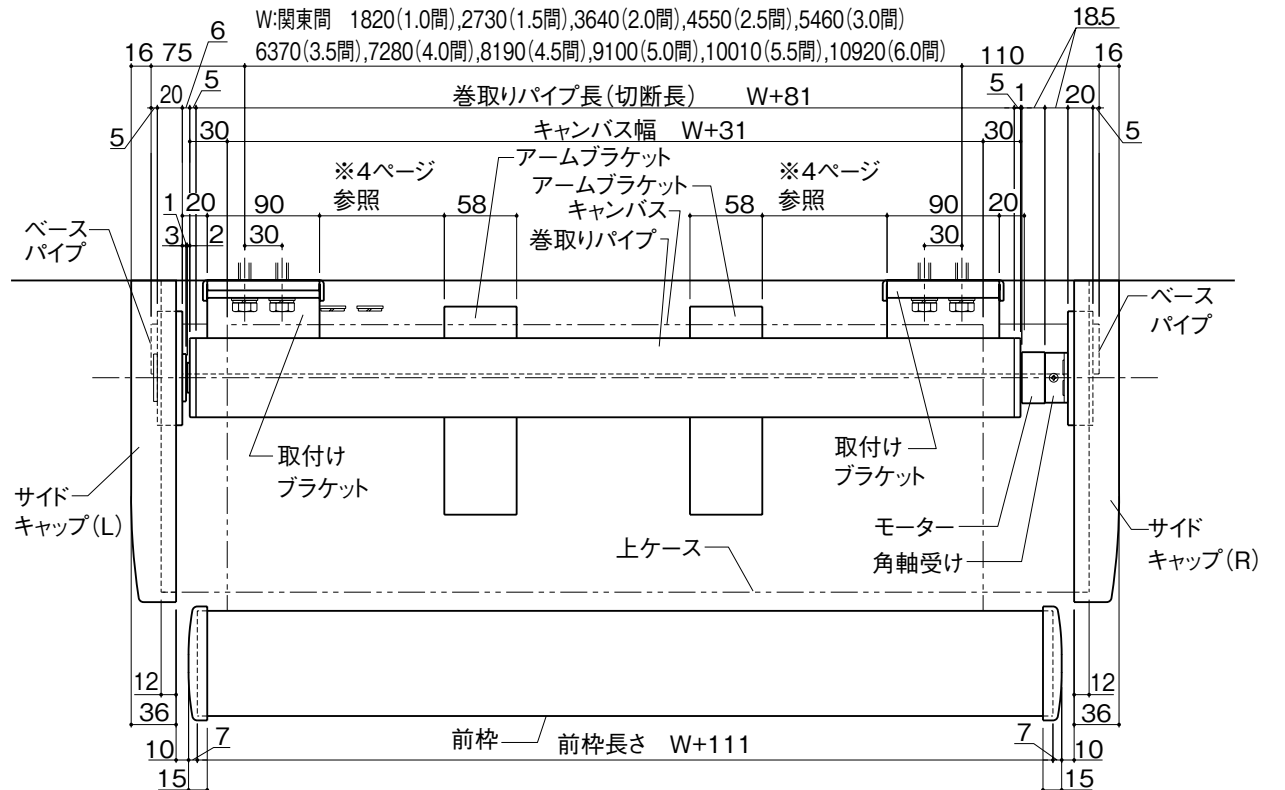 W:関東間 1820(1.0間),2730(1.5間),3640(2.0間),4550(2.5間),5460(3.0間)
6370(3.5間),7280(4.0間),8190(4.5間),9100(5.0間),10010(5.5間),10920(6.0間)
16
75
6
110
18.5
16
20
5
巻取りパイプ長(切断長) W+81
5
1
20
5
30
キャンバス幅 W+31
30
5
※4ページ
参照
アームブラケット
アームブラケット
キャンバス
巻取りパイプ
※4ページ
参照
1
20
90
58
58
90
20
3
2
30
30
ベース
パイプ
ベース
パイプ
取付け
ブラケット
取付け
ブラケット
サイド
キャップ(L)
モーター
角軸受け
サイド
キャップ(R)
上ケース
12
36
12
36
10
7
前枠
前枠長さ W+111
7
10
15
15